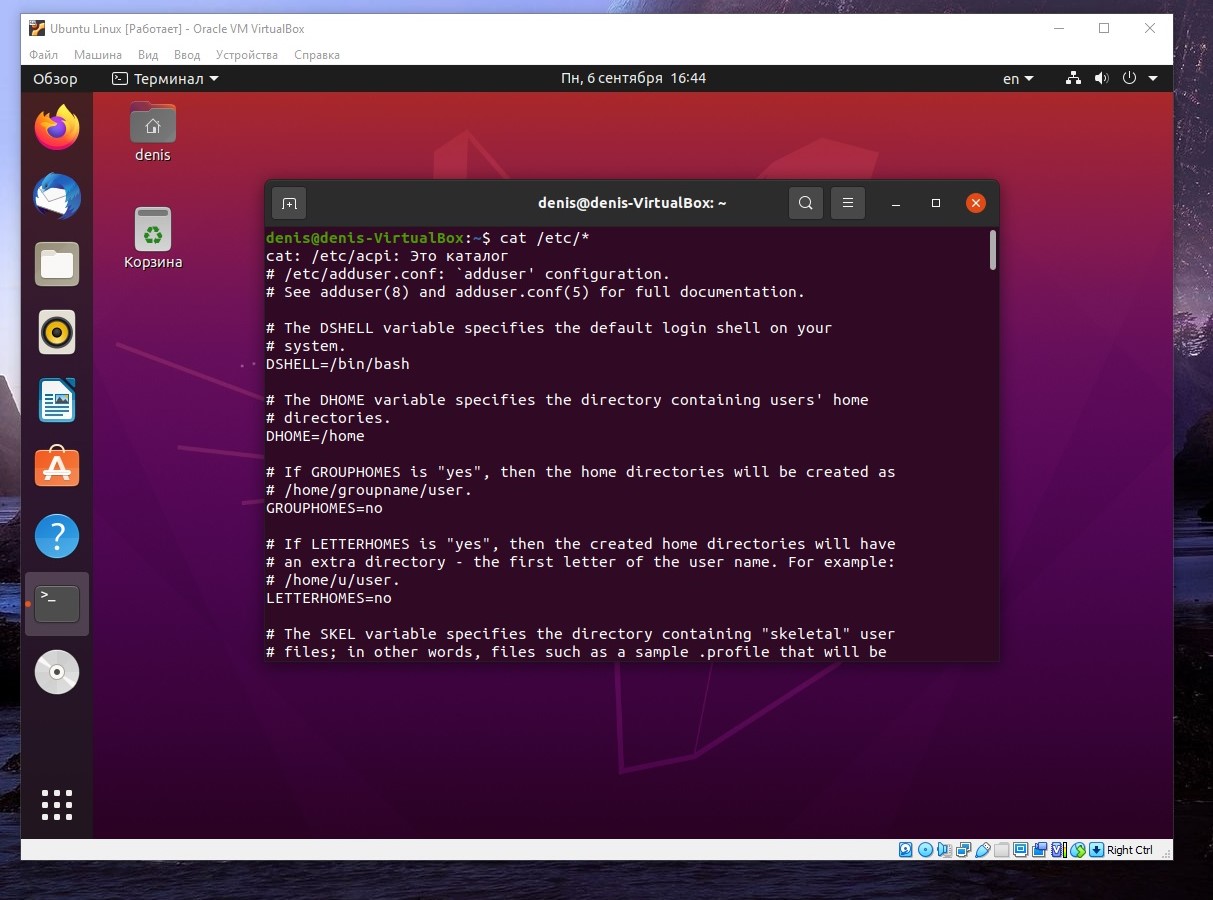 Ubuntu Linux [Работает] - Oracle VM VirtualBox
Файл Машина Вид Ввод Устройства Справка
Обзор Терминал Пн, 6 сентября 16:44 en
denis
Корзина
denis@denis-VirtualBox: ~
denis@denis-VirtualBox:~$ cat /etc/*
cat: /etc/acpi: Это каталог
# /etc/adduser.conf: `adduser' configuration.
# See adduser(8) and adduser.conf(5) for full documentation.
# The DSHELL variable specifies the default login shell on your
# system.
DSHELL=/bin/bash
# The DHOME variable specifies the directory containing users' home
# directories.
DHOME=/home
# If GROUPHOMES is "yes", then the home directories will be created as
# /home/groupname/user.
GROUPHOMES=no
# If LETTERHOMES is "yes", then the created home directories will have
# an extra directory - the first letter of the user name. For example:
# /home/u/user.
LETTERHOMES=no
# The SKEL variable specifies the directory containing "skeletal" user
# files; in other words, files such as a sample .profile that will be
Right Ctrl